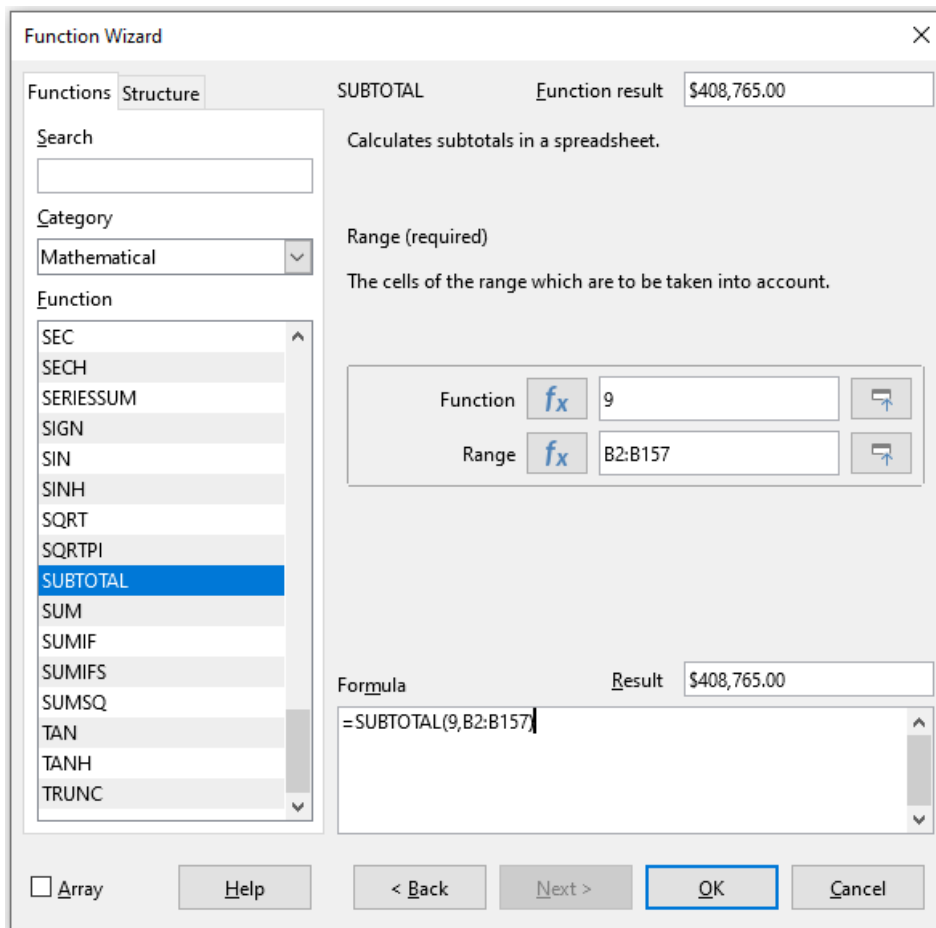 Function Wizard
Functions Structure
Search
Category
Mathematical
Function
SEC
SECH
SERIESSUM
SIGN
SIN
SINH
SQRT
SQRTPI
SUBTOTAL
SUM
SUMIF
SUMIFS
SUMSQ
TAN
TANH
TRUNC
SUBTOTAL Function result $408,765.00
Calculates subtotals in a spreadsheet.
Range (required)
The cells of the range which are to be taken into account.
Function fx 9
Range fx B2:B157
Formula Result $408,765.00
=SUBTOTAL(9,B2:B157)
Array Help < Back Next > OK Cancel